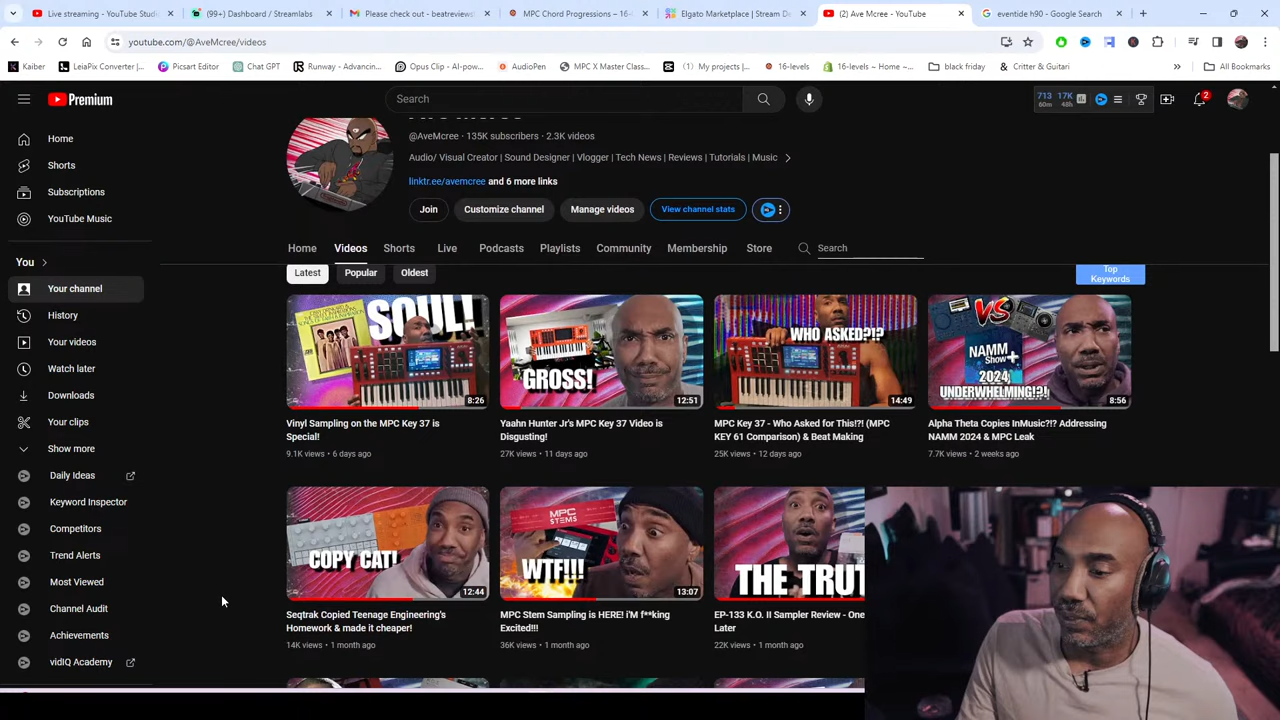 Live streaming - YouTube Studi
(99+) Dashboard / Streamlabs
Please check out - beatreviews
MPC Chord Progressions – 16-
Elgato Marketplace | Stream De
(2) Ave Mcree - YouTube
eventide h90 - Google Search
youtube.com/@AveMcree/videos
Kaiber
LeiaPix Converter |...
Picsart Editor
Chat GPT
Runway - Advancin...
Opus Clip - AI-pow...
AudioPen
MPC X Master Class...
(1) My projects |...
16-levels
16-levels ~ Home ~...
black friday
Critter & Guitari
All Bookmarks
Premium
Search
713 17K
60m 48h
2
Home
Shorts
Subscriptions
YouTube Music
You
Your channel
History
Your videos
Watch later
Downloads
Your clips
Show more
Daily Ideas
Keyword Inspector
Competitors
Trend Alerts
Most Viewed
Channel Audit
Achievements
vidIQ Academy
@AveMcree · 135K subscribers · 2.3K videos
Audio/ Visual Creator | Sound Designer | Vlogger | Tech News | Reviews | Tutorials | Music
linktr.ee/avemcree and 6 more links
Join
Customize channel
Manage videos
View channel stats
Home
Videos
Shorts
Live
Podcasts
Playlists
Community
Membership
Store
Search
Latest
Popular
Oldest
Top
Keywords
SOUL!
8:26
Vinyl Sampling on the MPC Key 37 is
Special!
9.1K views · 6 days ago
GROSS!
12:51
Yaahn Hunter Jr's MPC Key 37 Video is
Disgusting!
27K views · 11 days ago
WHO ASKED?!?
14:49
MPC Key 37 - Who Asked for This!?! (MPC
KEY 61 Comparison) & Beat Making
25K views · 12 days ago
VS
NAMM
Show+
2024
UNDERWHELMING!?!
8:56
Alpha Theta Copies InMusic?!? Addressing
NAMM 2024 & MPC Leak
7.7K views · 2 weeks ago
COPY CAT!
12:44
Seqtrak Copied Teenage Engineering's
Homework & made it cheaper!
14K views · 1 month ago
MPC
STEMS
WTF!!!
13:07
MPC Stem Sampling is HERE! i'M f**king
Excited!!!
36K views · 1 month ago
THE TRUT
EP-133 K.O. II Sampler Review - One
Later
22K views · 1 month ago